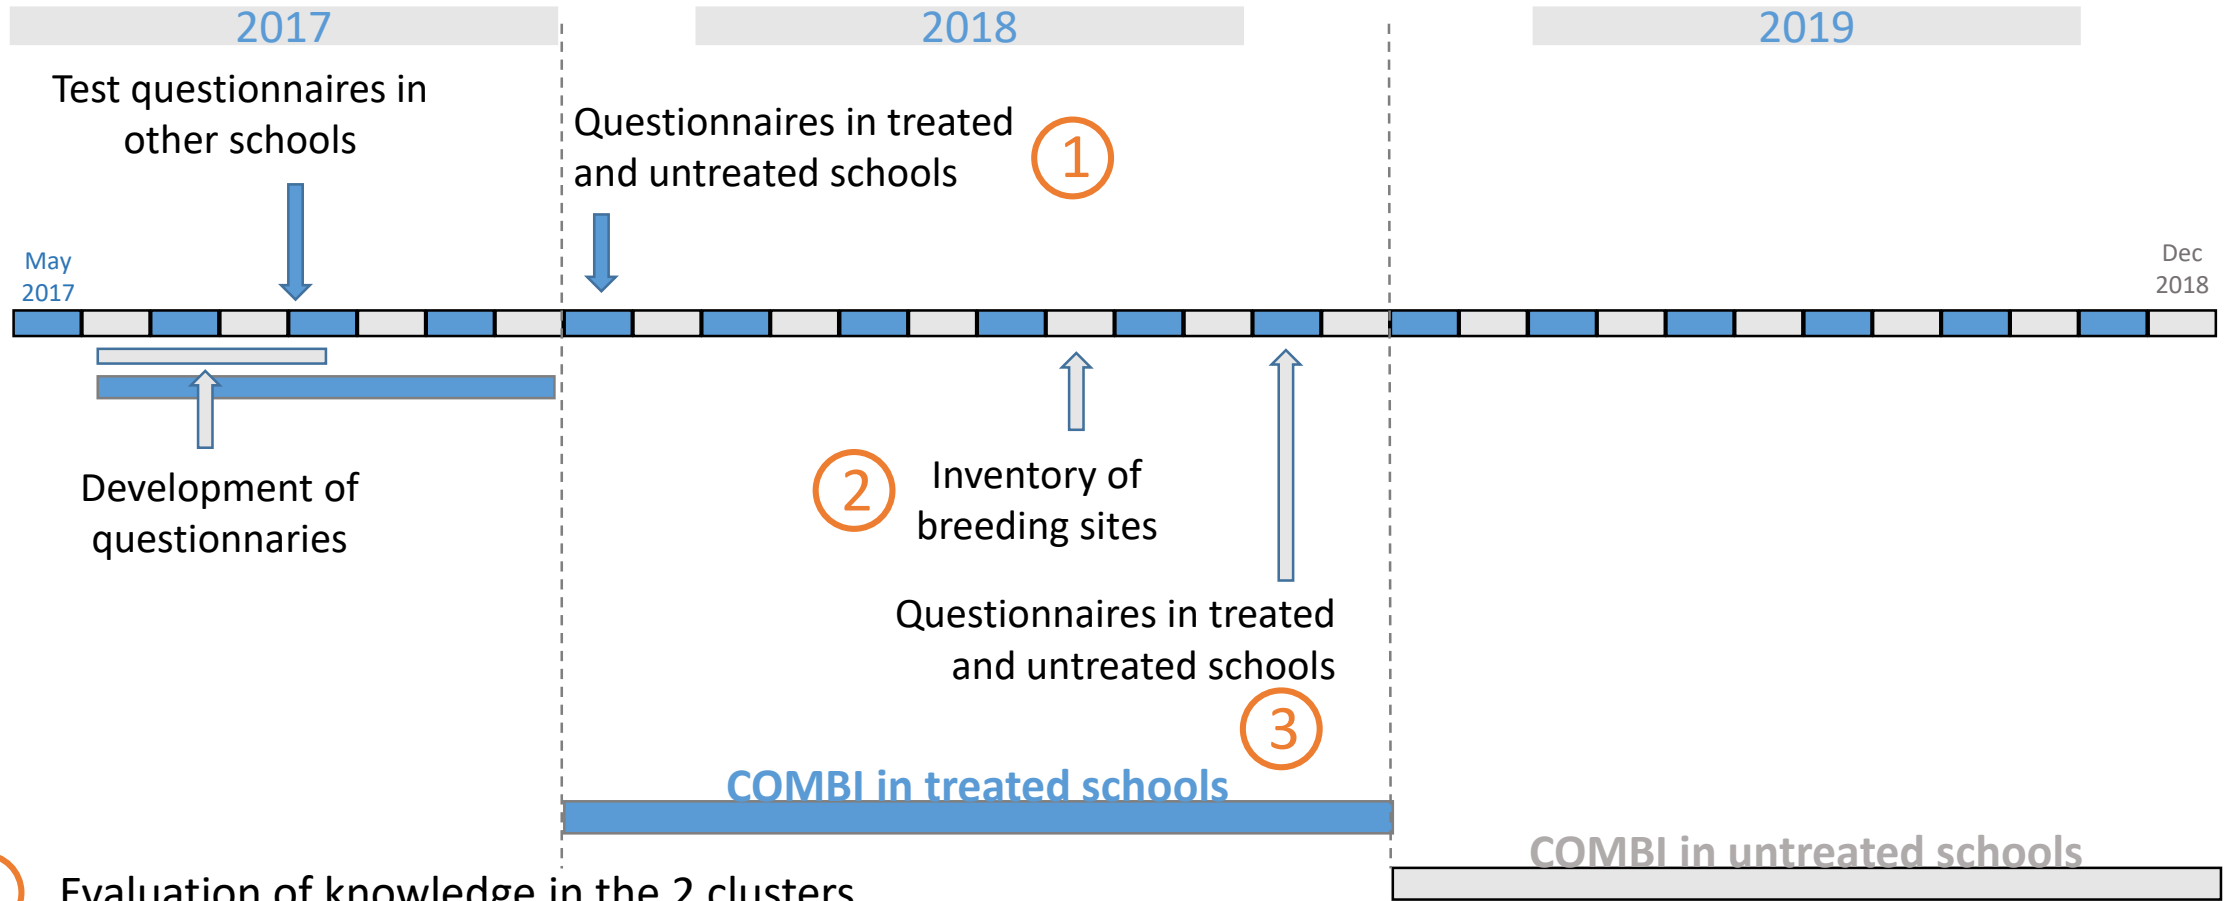 2017
2018
2019
Test questionnaires in
other schools
Questionnaires in treated
and untreated schools
1
May
2017
Dec
2018
Development of
questionnaries
2
Inventory of
breeding sites
Questionnaires in treated
and untreated schools
3
COMBI in treated schools
COMBI in untreated schools
Evaluation of knowledge in the 2 clusters